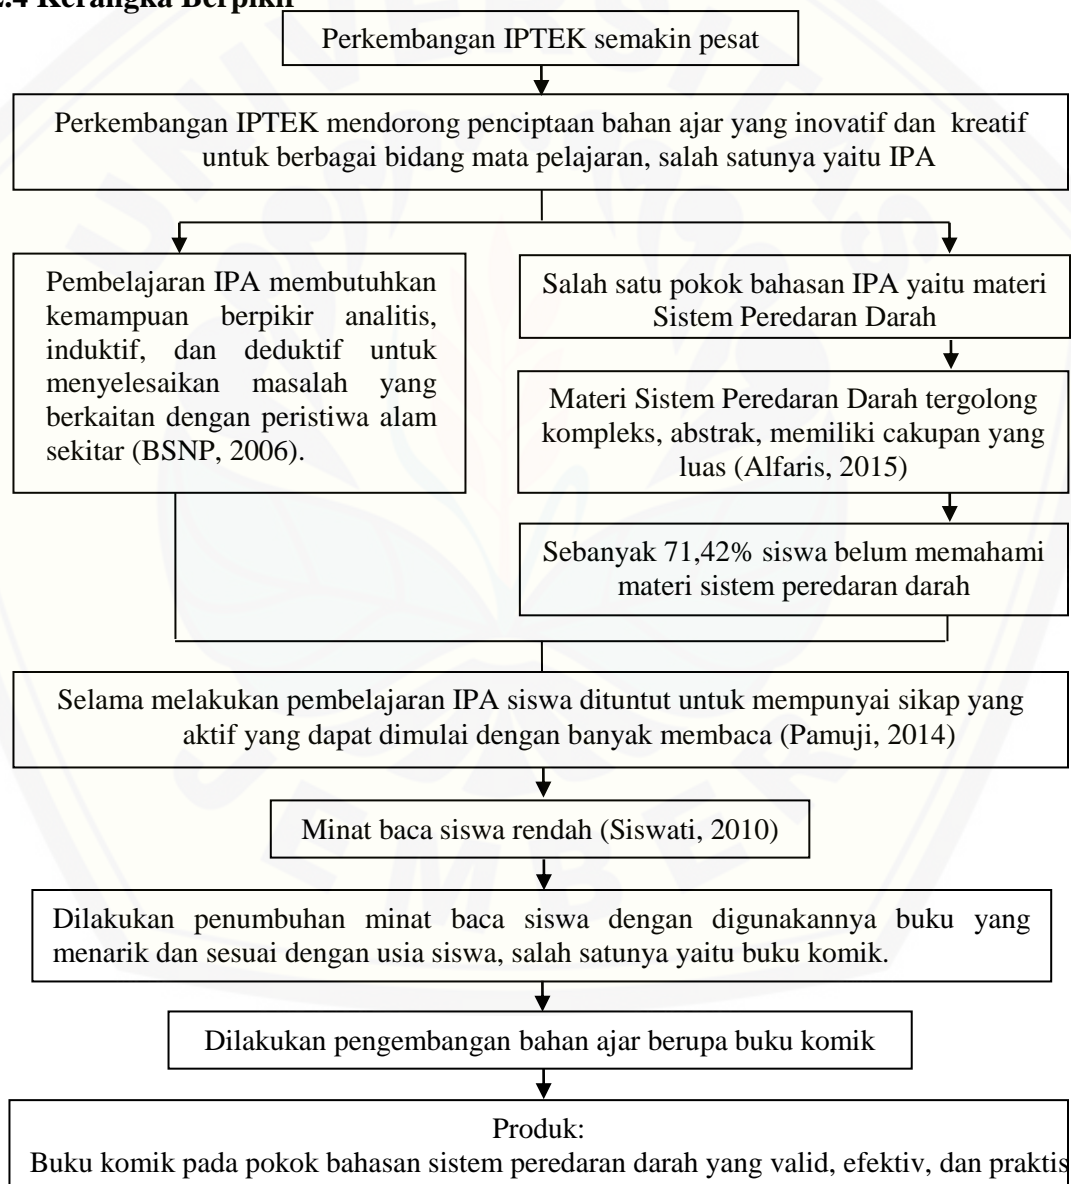 2.4 Kerangka Berpikir
Perkembangan IPTEK semakin pesat
Perkembangan IPTEK mendorong penciptaan bahan ajar yang inovatif dan kreatif
untuk berbagai bidang mata pelajaran, salah satunya yaitu IPA
Pembelajaran IPA membutuhkan
kemampuan berpikir analitis,
induktif, dan deduktif untuk
menyelesaikan masalah yang
berkaitan dengan peristiwa alam
sekitar (BSNP, 2006).
Salah satu pokok bahasan IPA yaitu materi
Sistem Peredaran Darah
Materi Sistem Peredaran Darah tergolong
kompleks, abstrak, memiliki cakupan yang
luas (Alfaris, 2015)
Sebanyak 71,42% siswa belum memahami
materi sistem peredaran darah
Selama melakukan pembelajaran IPA siswa dituntut untuk mempunyai sikap yang
aktif yang dapat dimulai dengan banyak membaca (Pamuji, 2014)
Minat baca siswa rendah (Siswati, 2010)
Dilakukan penumbuhan minat baca siswa dengan digunakannya buku yang
menarik dan sesuai dengan usia siswa, salah satunya yaitu buku komik.
Dilakukan pengembangan bahan ajar berupa buku komik
Produk:
Buku komik pada pokok bahasan sistem peredaran darah yang valid, efektiv, dan praktis
UNIVERSITAS
JEMBER